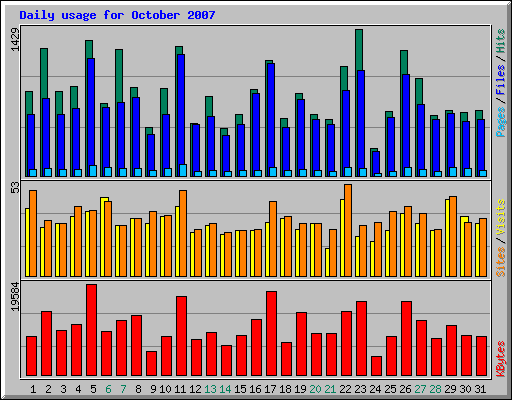 Daily usage for October 2007
1429
Pages / Files / Hits
53
Sites / Visits
19584
KBytes
1 2 3 4 5 6 7 8 9 10 11 12 13 14 15 16 17 18 19 20 21 22 23 24 25 26 27 28 29 30 31